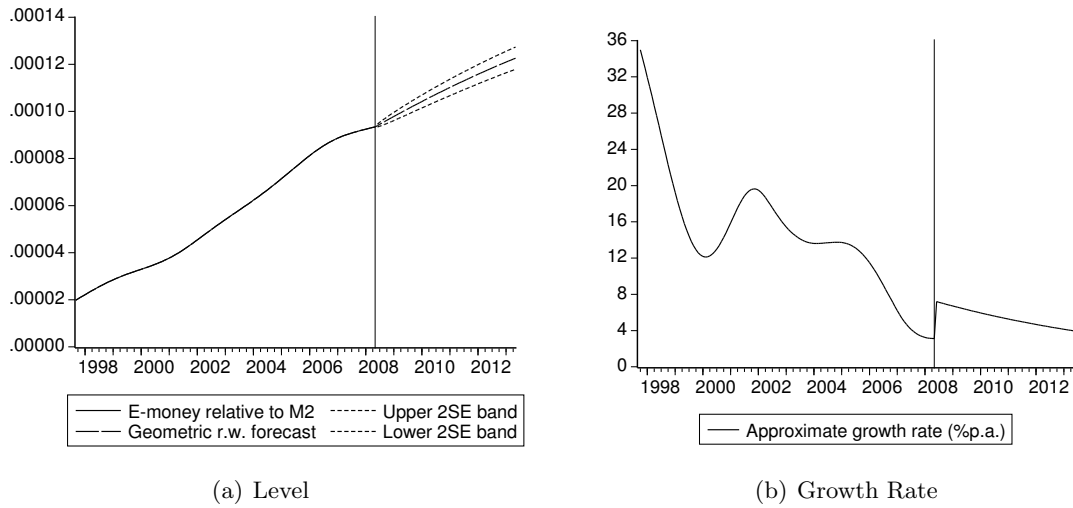 .00014
.00012
.00010
.00008
.00006
.00004
.00002
.00000
1998 2000 2002 2004 2006 2008 2010 2012
E-money relative to M2
Geometric r.w. forecast
Upper 2SE band
Lower 2SE band
(a) Level
36
32
28
24
20
16
12
8
4
0
1998 2000 2002 2004 2006 2008 2010 2012
Approximate growth rate (%p.a.)
(b) Growth Rate